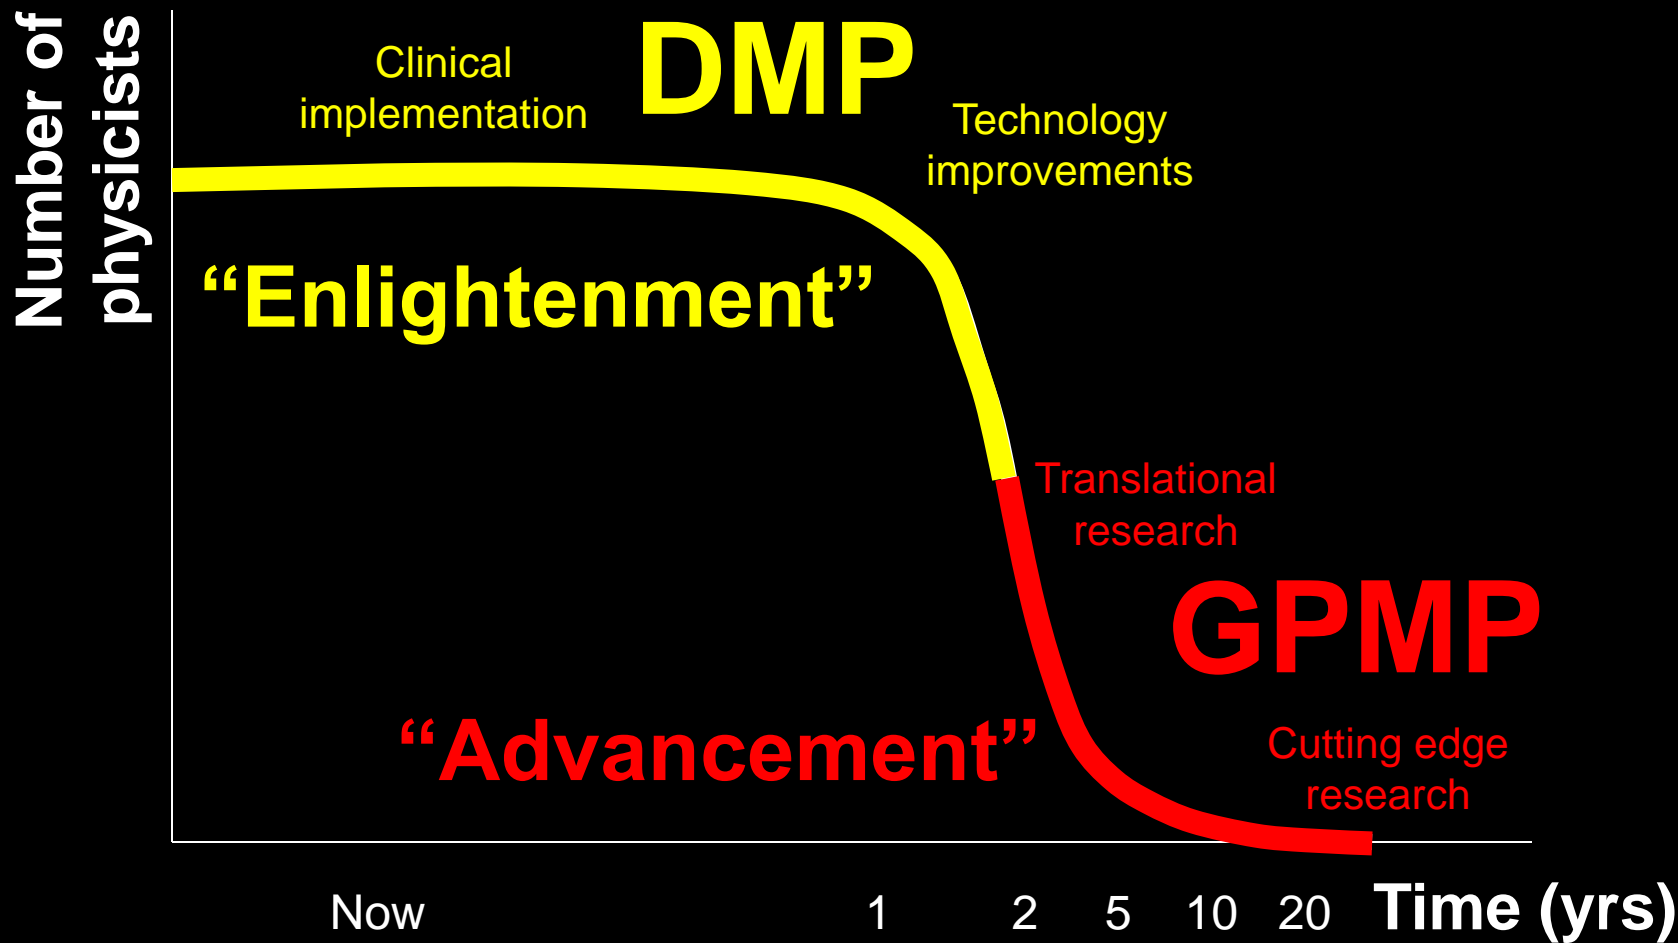 Number of
physicists
Clinical
implementation
DMP
Technology
improvements
“Enlightenment”
Translational
research
GPMP
“Advancement”
Cutting edge
research
Now 1 2 5 10 20 Time (yrs)